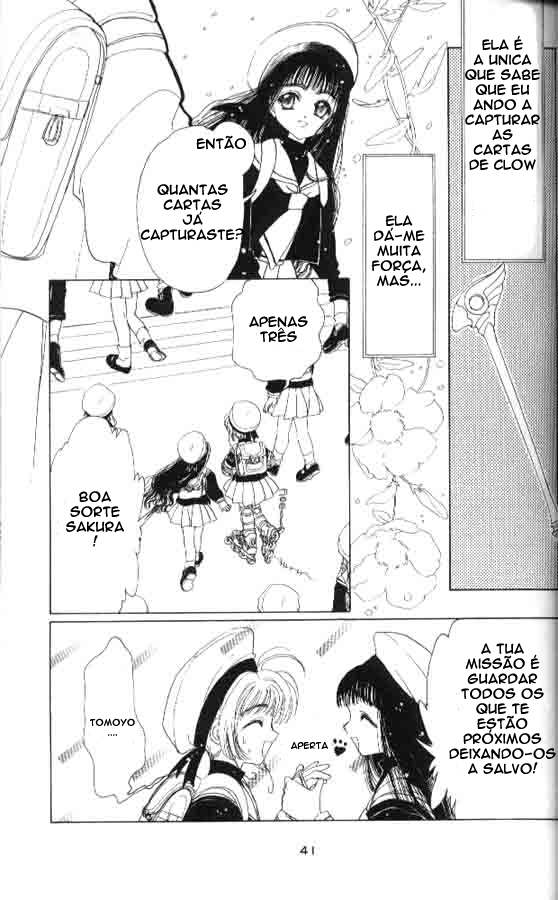 ELA É
A UNICA
QUE SABE
QUE EU
ANDO A
CAPTURAR
AS
CARTAS
DE CLOW
ELA
DÁ-ME
MUITA
FORÇA,
MAS...
ENTÃO
QUANTAS
CARTAS
JÁ
CAPTURASTE?
APENAS
TRÊS
BOA
SORTE
SAKURA
!
A TUA
MISSÃO É
GUARDAR
TODOS OS
QUE TE
ESTÃO
PRÓXIMOS
DEIXANDO-OS
A SALVO!
APERTA
TOMOYO
....
41